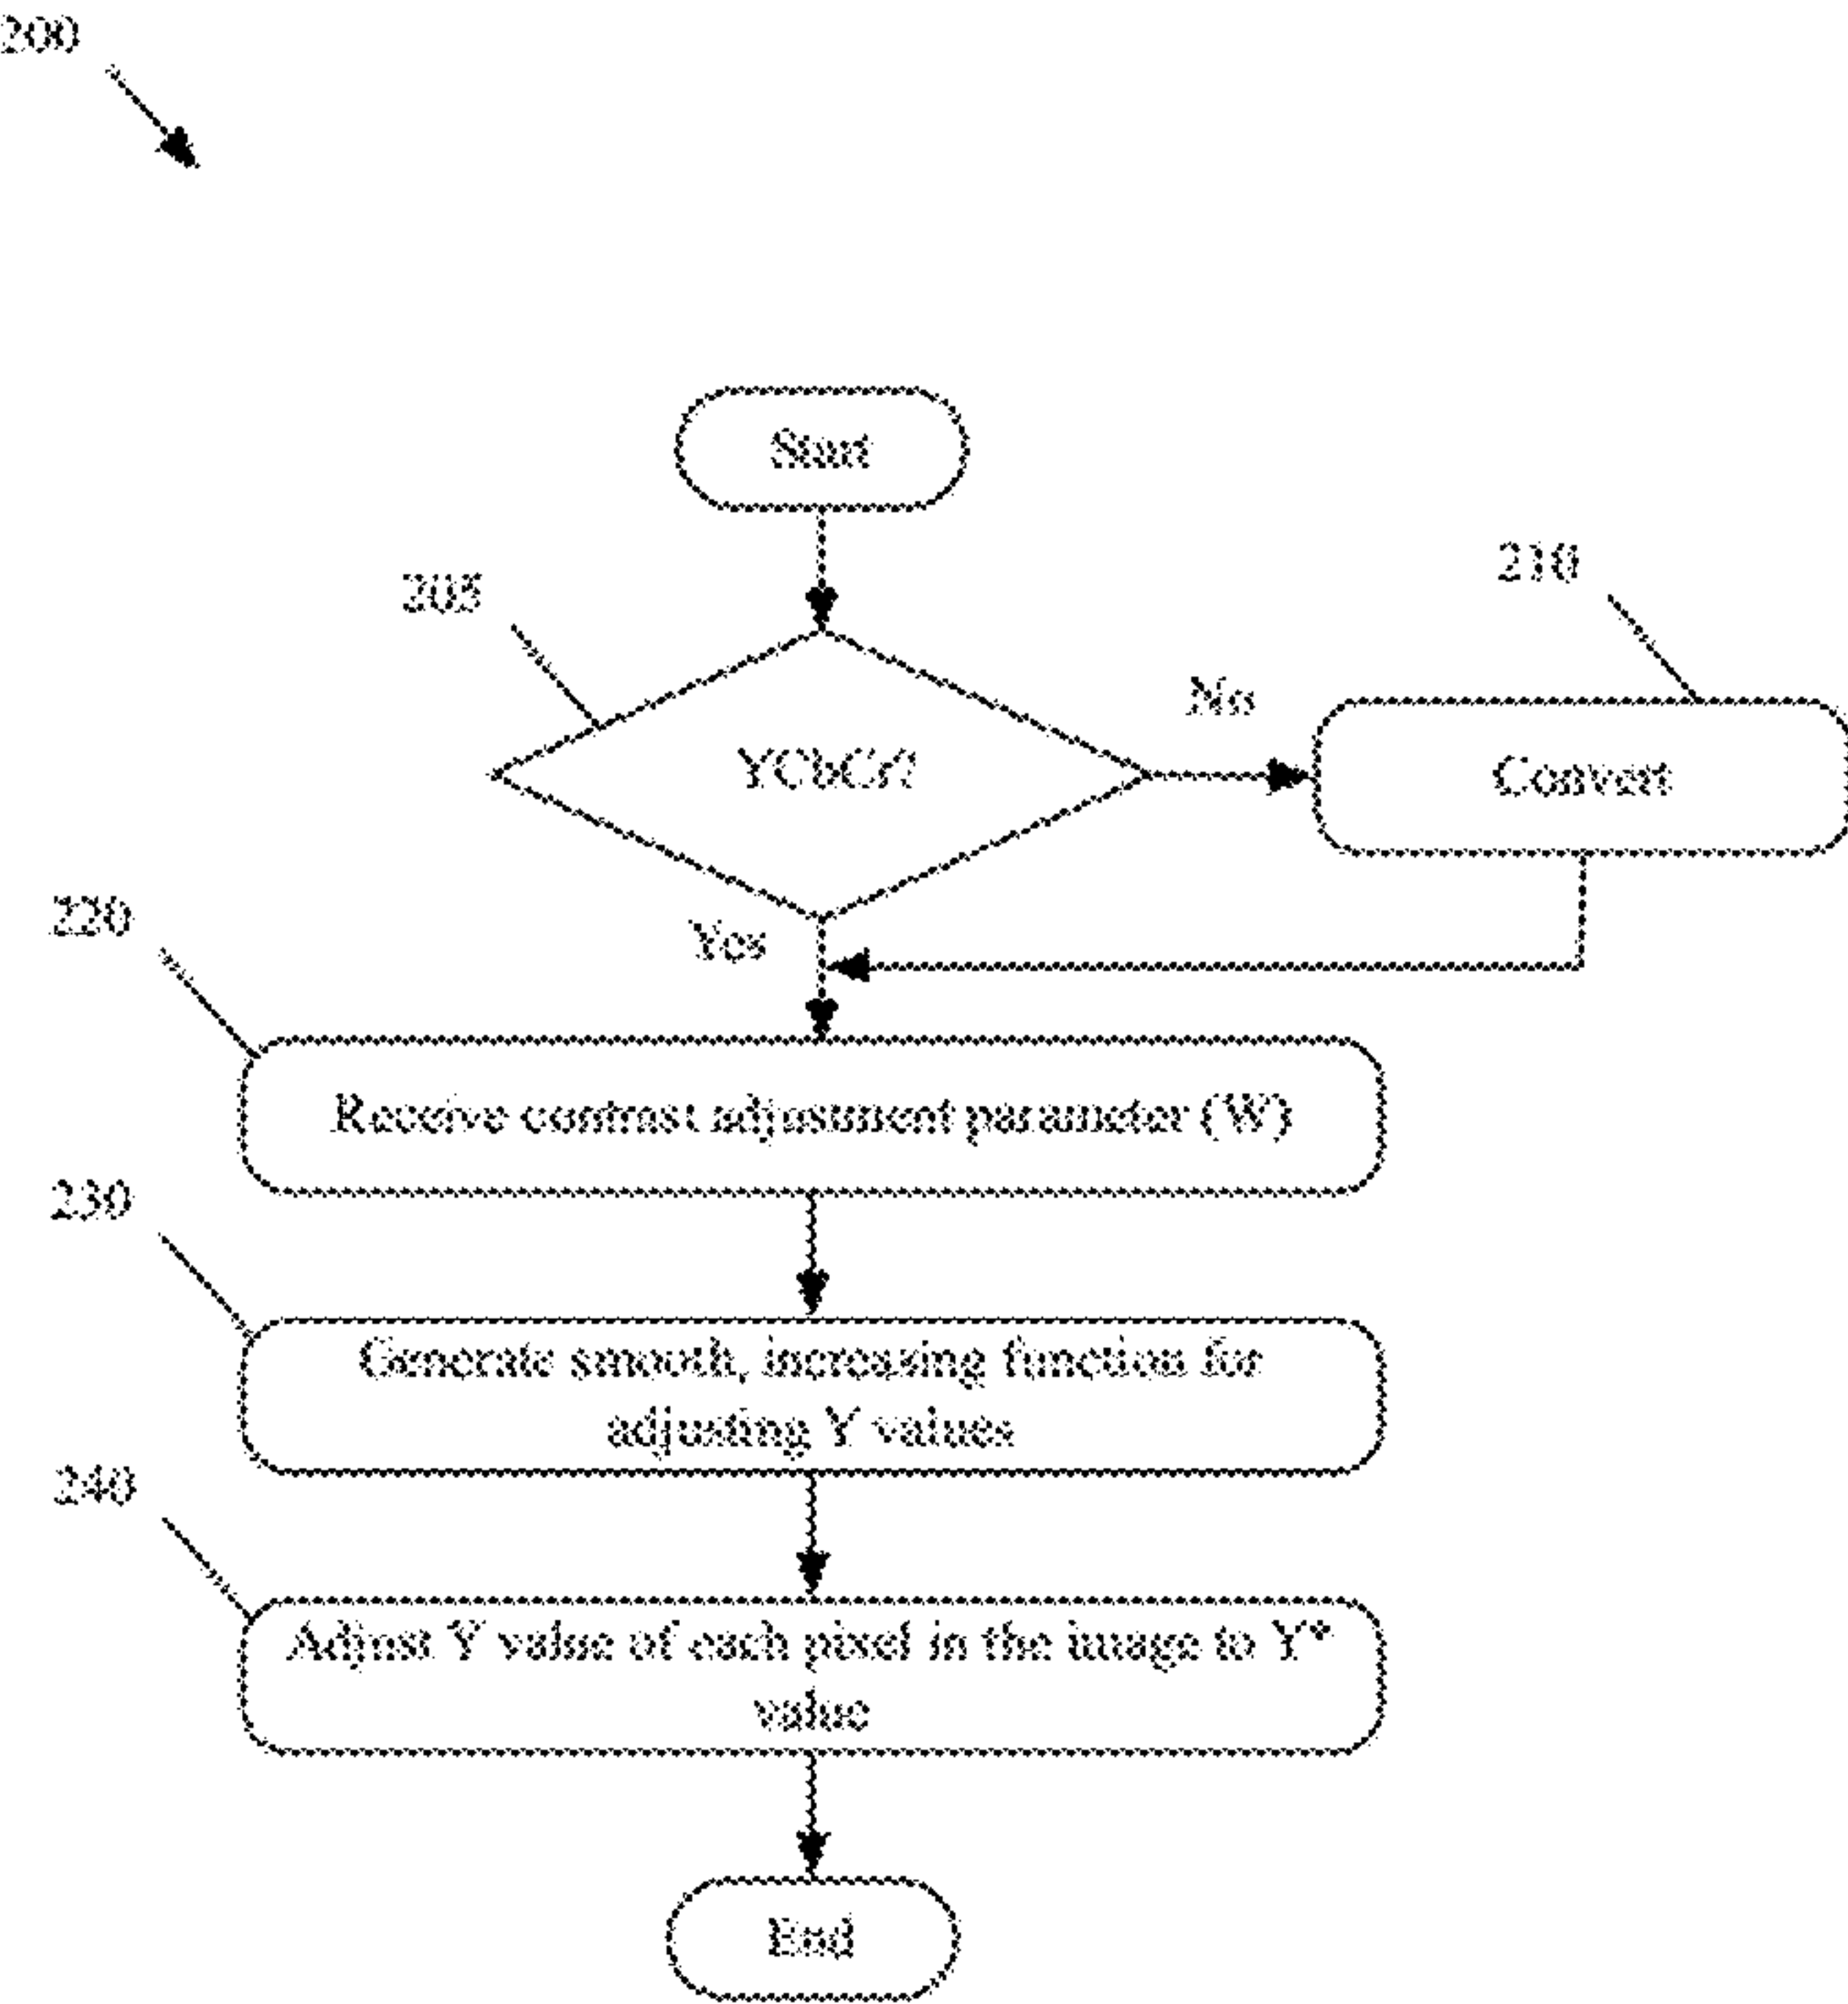 200
Start
205
210
No
YCbCr?
Convert
220
Yes
Receive contrast adjustment parameter (W)
230
Generate smooth, increasing function for
adjusting Y values
240
Adjust Y value of each pixel in the image to Y*
value
End